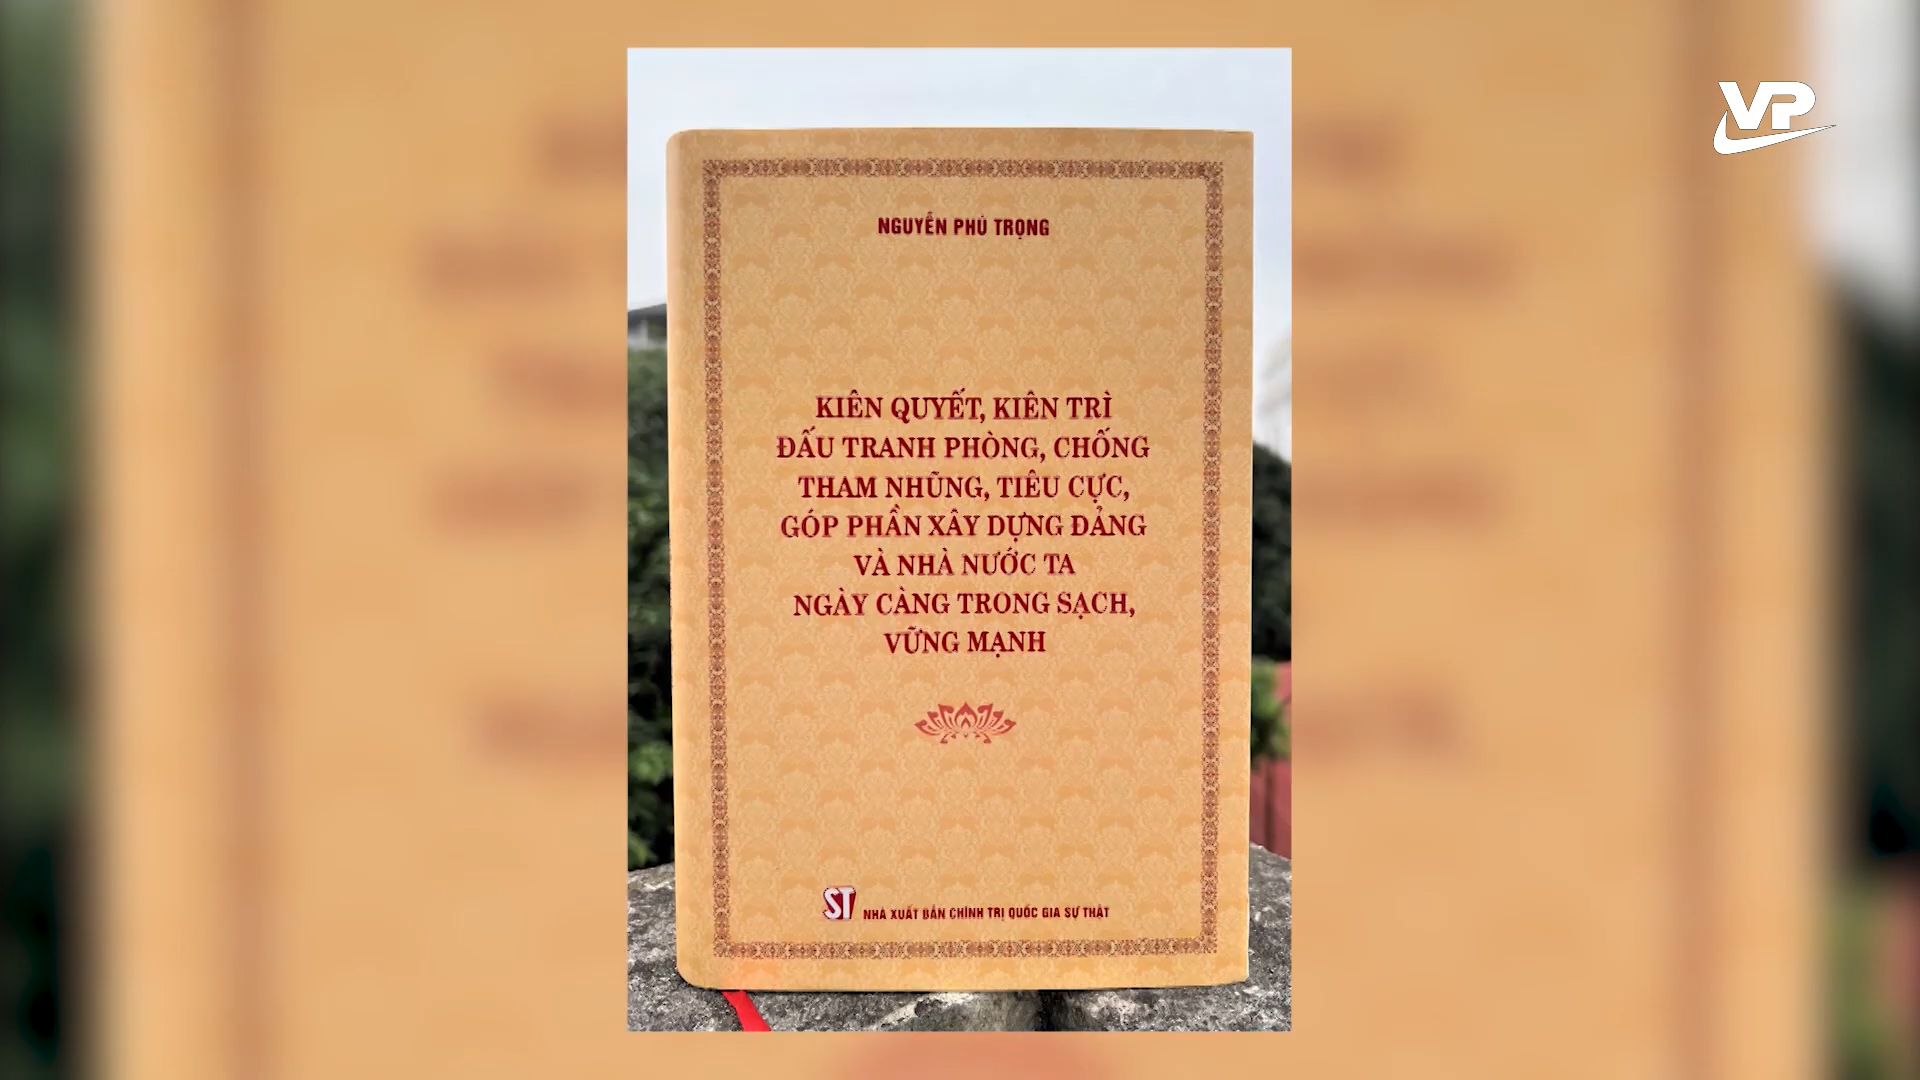 VP
NGUYỄN PHÚ TRỌNG
KIÊN QUYẾT, KIÊN TRÌ
ĐẤU TRANH PHÒNG, CHỐNG
THAM NHŨNG, TIÊU CỰC,
GÓP PHẦN XÂY DỰNG ĐẢNG
VÀ NHÀ NƯỚC TA
NGÀY CÀNG TRONG SẠCH,
VỮNG MẠNH
ST NHÀ XUẤT BẢN CHÍNH TRỊ QUỐC GIA SỰ THẬT